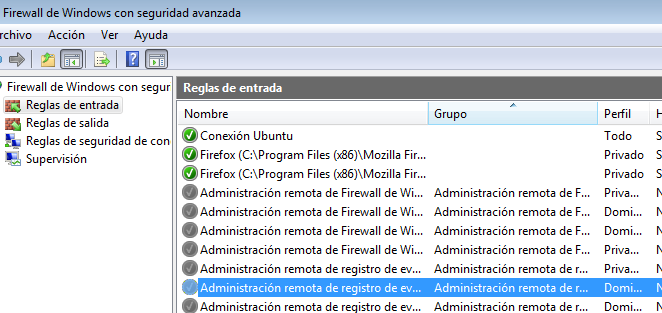 Firewall de Windows con seguridad avanzada
Archivo Acción Ver Ayuda
Firewall de Windows con segur
Reglas de entrada
Reglas de salida
Reglas de seguridad de con
Supervisión
Reglas de entrada
Nombre Grupo Perfil
Conexión Ubuntu Todo S
Firefox (C:\Program Files (x86)\Mozilla Fir... Privado S
Firefox (C:\Program Files (x86)\Mozilla Fir... Privado S
Administración remota de Firewall de Wi... Administración remota de F... Priva... N
Administración remota de Firewall de Wi... Administración remota de F... Domi... N
Administración remota de Firewall de Wi... Administración remota de F... Domi... N
Administración remota de Firewall de Wi... Administración remota de F... Priva... N
Administración remota de registro de ev... Administración remota de r... Priva... N
Administración remota de registro de ev... Administración remota de r... Domi... N
Administración remota de registro de ev... Administración remota de r... Domi... N